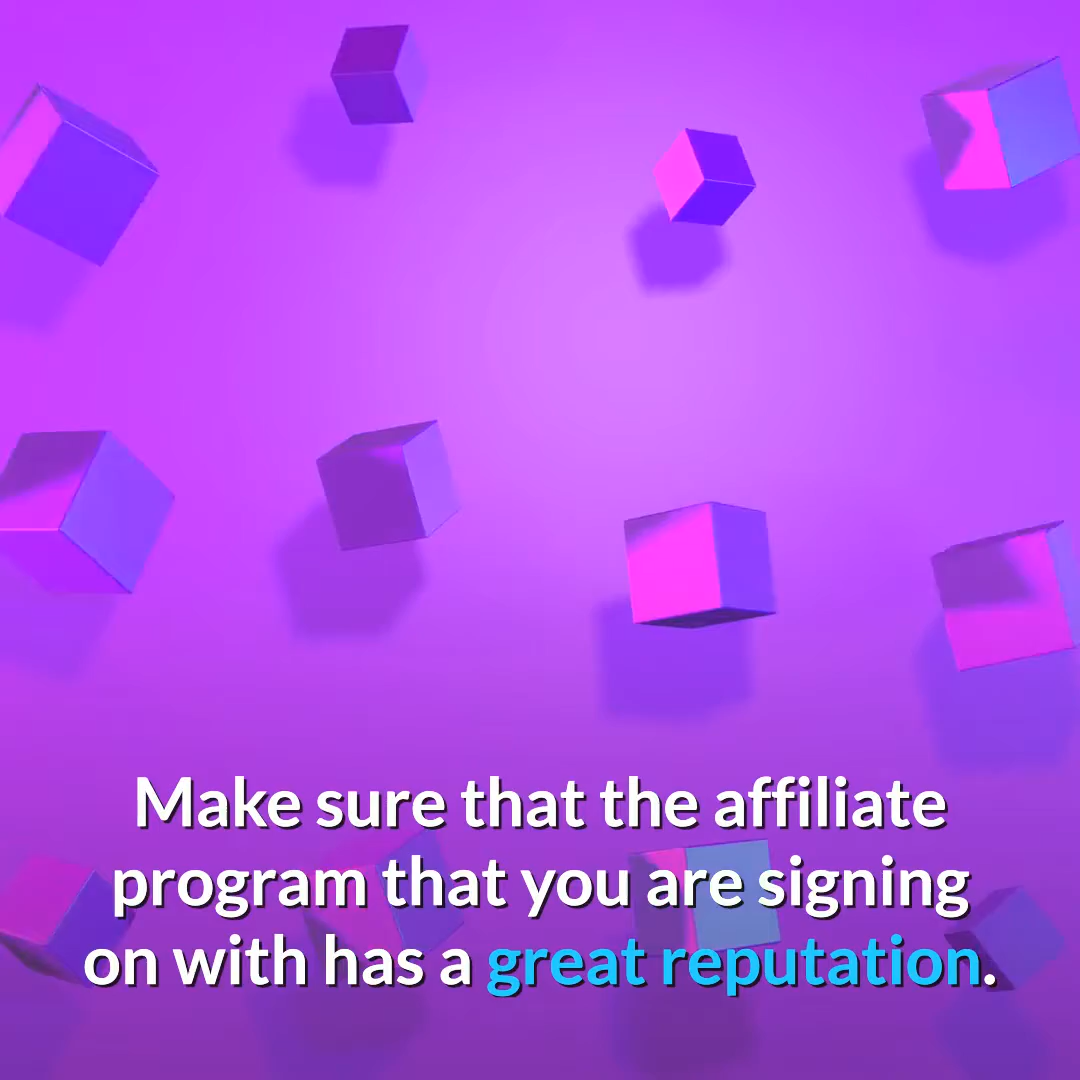 Make sure that the affiliate
program that you are signing
on with has a great reputation.